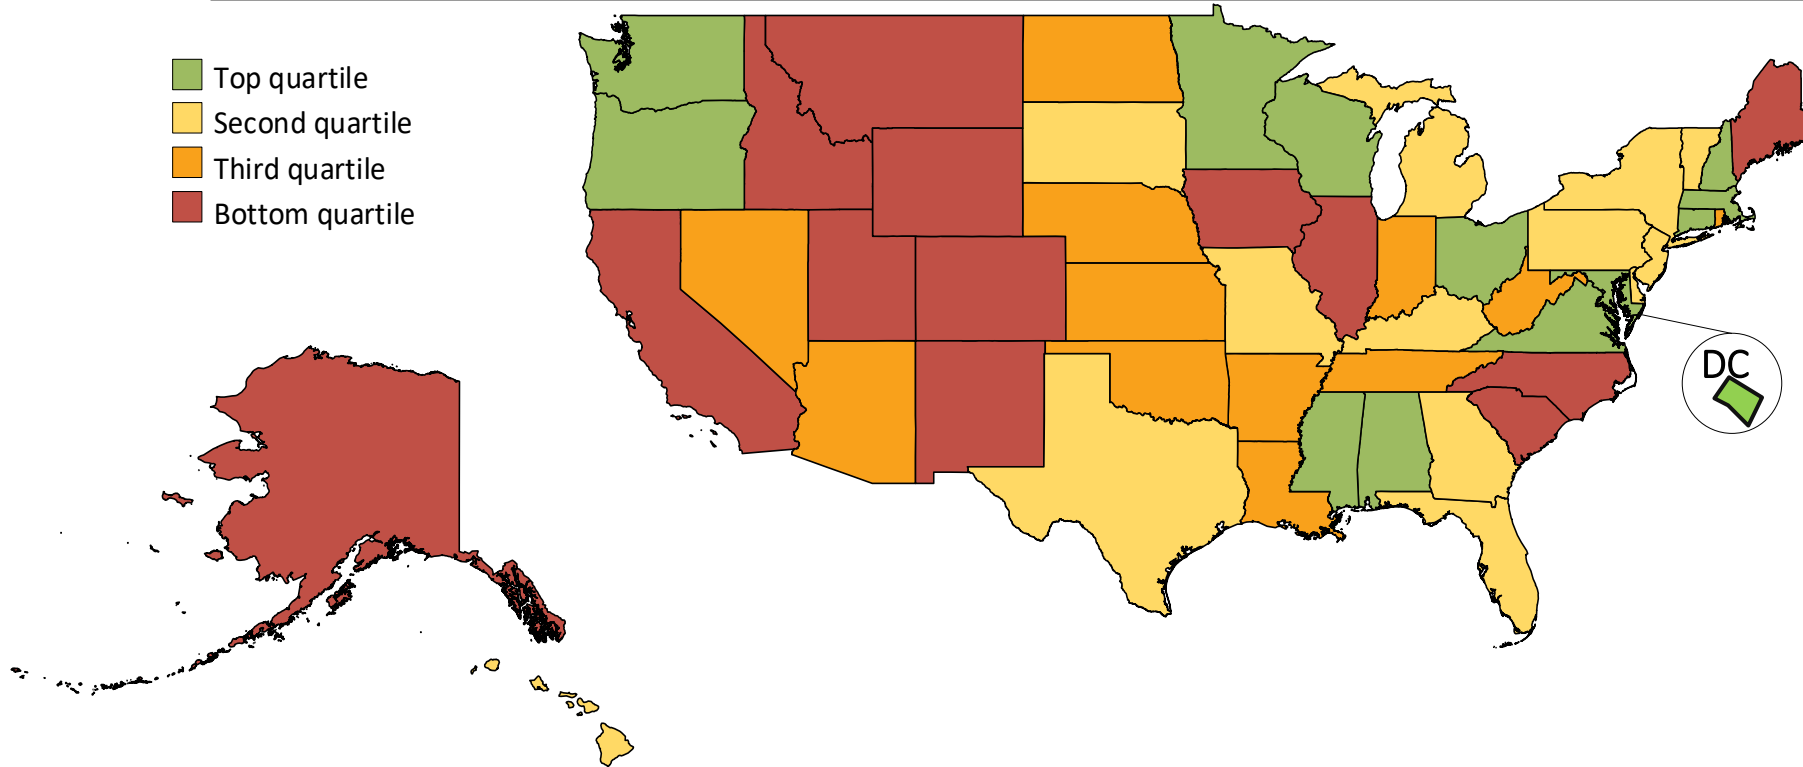 Top quartile
Second quartile
Third quartile
Bottom quartile
DC